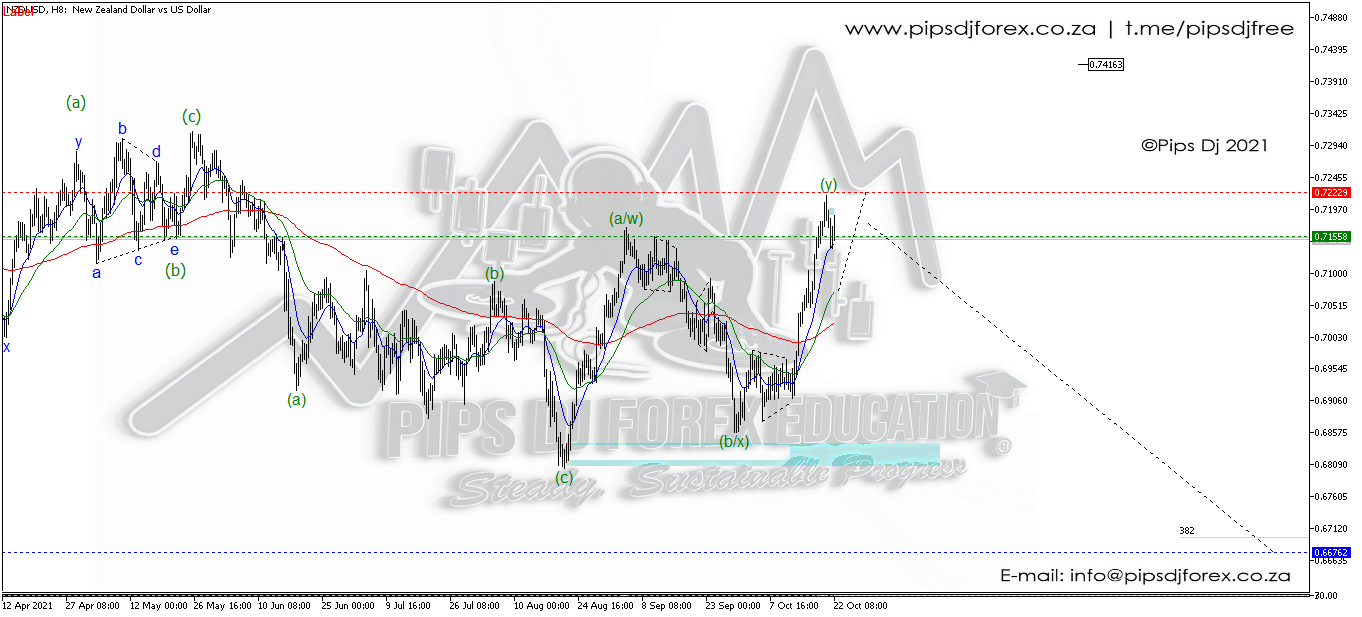 NZDUSD, H8: New Zealand Dollar vs US Dollar
Label
www.pipsdjforex.co.za | t.me/pipsdjfree
0.74880
0.74395
0.74163
0.73910
0.73425
©Pips Dj 2021
0.72940
0.72455
0.72229
0.71970
0.71558
0.71000
0.70515
0.70030
0.69545
0.69060
0.68575
0.68090
0.67605
0.67120
0.66762
0.66635
(a)
y
b
d
(c)
x
a
c
e
(b)
(a)
(b)
(c)
(a/w)
(b/x)
(y)
PIPS DJ FOREX EDUCATION
®
Steady, Sustainable Progress
382
E-mail: info@pipsdjforex.co.za
12 Apr 2021 27 Apr 08:00 12 May 00:00 26 May 16:00 10 Jun 08:00 25 Jun 00:00 9 Jul 16:00 26 Jul 08:00 10 Aug 00:00 24 Aug 16:00 8 Sep 08:00 23 Sep 00:00 7 Oct 16:00 22 Oct 08:00